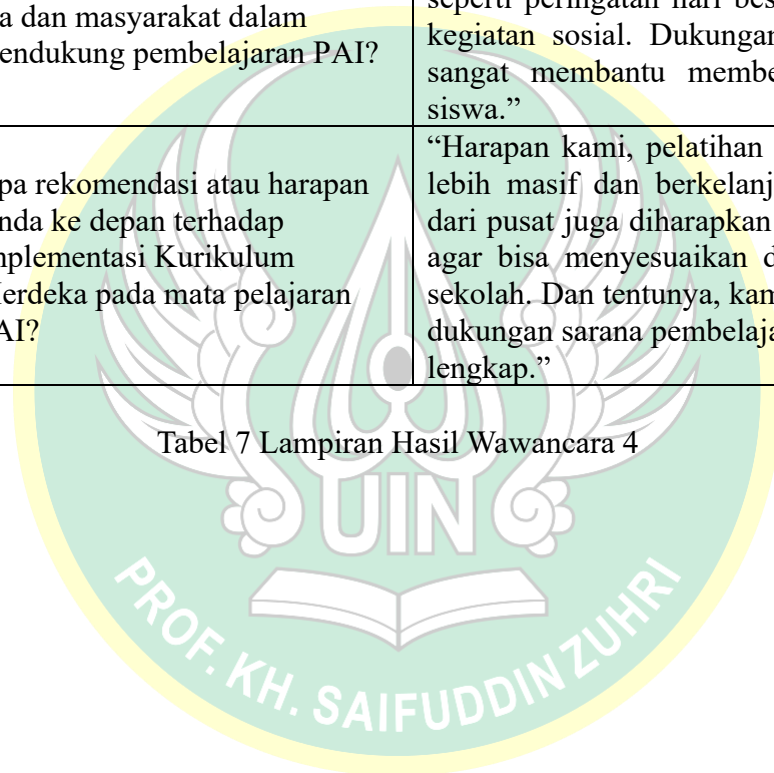 a dan masyarakat dalam
endukung pembelajaran PAI?
seperti peringatan hari bes
kegiatan sosial. Dukungan
sangat membantu membe
siswa.”
pa rekomendasi atau harapan
nda ke depan terhadap
mplementasi Kurikulum
erdeka pada mata pelajaran
AI?
“Harapan kami, pelatihan
lebih masif dan berkelanj
dari pusat juga diharapkan
agar bisa menyesuaikan d
sekolah. Dan tentunya, kam
dukungan sarana pembelaja
lengkap.”
Tabel 7 Lampiran Hasil Wawancara 4
UIN
PROF. KH. SAIFUDDIN ZUHRI